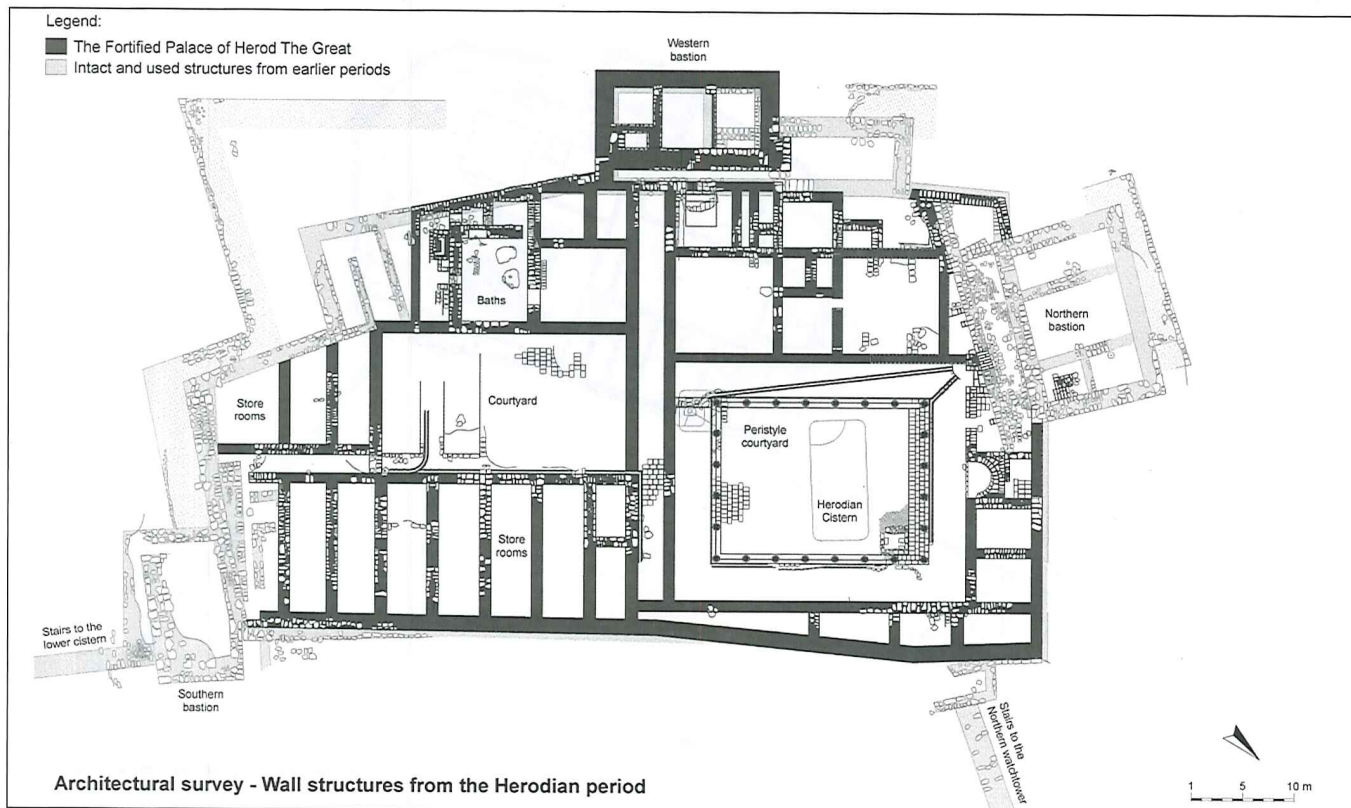 Legend:
The Fortified Palace of Herod The Great
Intact and used structures from earlier periods
Western
bastion
Baths
Northern
bastion
Store
rooms
Courtyard
Peristyle
courtyard
Herodian
Cistern
Store
rooms
Stairs to the
lower cistern
Southern
bastion
Stairs to the
Northern watchtower
Architectural survey - Wall structures from the Herodian period
1 5 10 m